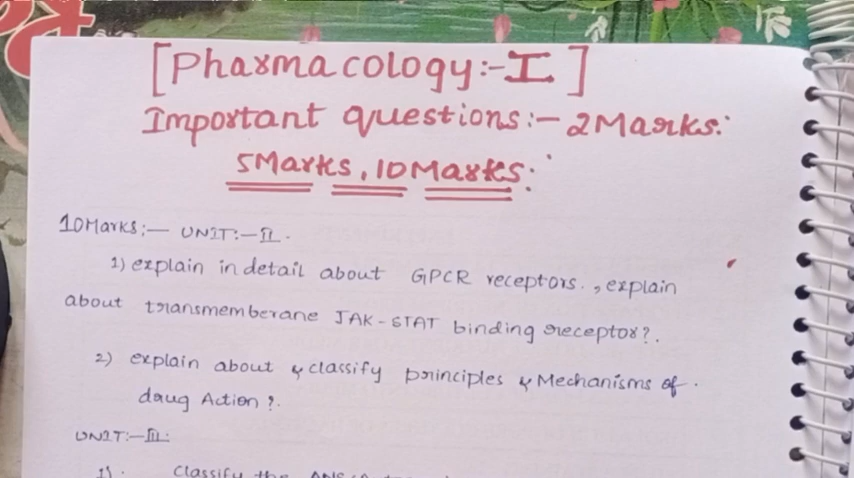 [Pharmacology:-I]
Important questions:- 2Marks:
5Marks, 10Marks:
10Marks:- UNIT:-II.
1) explain in detail about GPCR receptors., explain
about transmemberane JAK-STAT binding receptor?.
2) explain about & classify principles & Mechanisms of.
drug Action?.
UNIT:-III:
1). Classify the